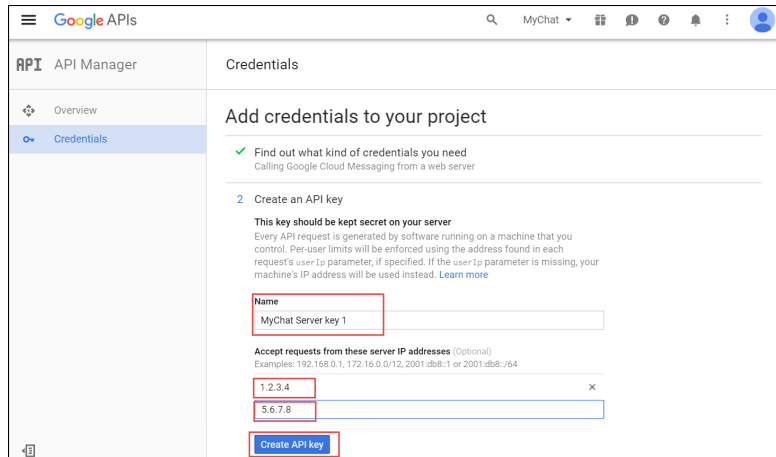 Google APIs
MyChat
API API Manager
Credentials
Overview
Credentials
Add credentials to your project
Find out what kind of credentials you need
Calling Google Cloud Messaging from a web server
2 Create an API key
This key should be kept secret on your server
Every API request is generated by software running on a machine that you
control. Per-user limits will be enforced using the address found in each
request's userIp parameter, if specified. If the userIp parameter is missing, your
machine's IP address will be used instead. Learn more
Name
MyChat Server key 1
Accept requests from these server IP addresses (Optional)
Examples: 192.168.0.1, 172.16.0.0/12, 2001:db8::1 or 2001:db8::/64
1.2.3.4
5.6.7.8
Create API key